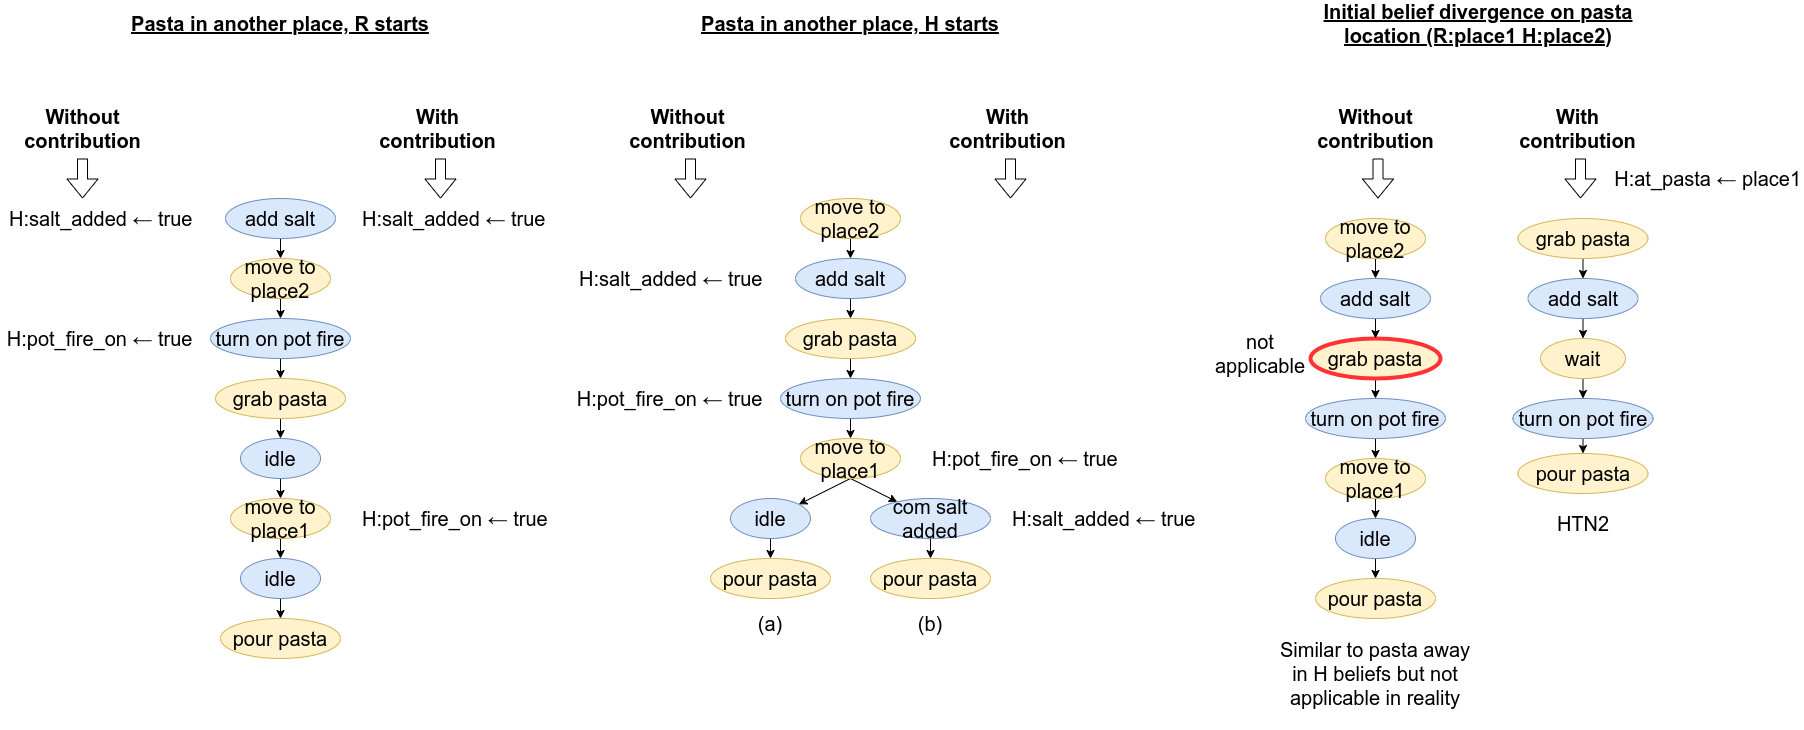 Pasta in another place, R starts
Without
contribution
With
contribution
H:salt_added ← true
add salt
H:salt_added ← true
move to
place2
H:pot_fire_on ← true
turn on pot fire
grab pasta
idle
move to
place1
H:pot_fire_on ← true
idle
pour pasta
Pasta in another place, H starts
Without
contribution
With
contribution
move to
place2
H:salt_added ← true
add salt
grab pasta
H:pot_fire_on ← true
turn on pot fire
move to
place1
H:pot_fire_on ← true
idle
com salt
added
H:salt_added ← true
pour pasta
pour pasta
(a)
(b)
Initial belief divergence on pasta
location (R:place1 H:place2)
Without
contribution
move to
place2
add salt
not
applicable
grab pasta
turn on pot fire
move to
place1
idle
pour pasta
Similar to pasta away
in H beliefs but not
applicable in reality
With
contribution
H:at_pasta ← place1
grab pasta
add salt
wait
turn on pot fire
pour pasta
HTN2